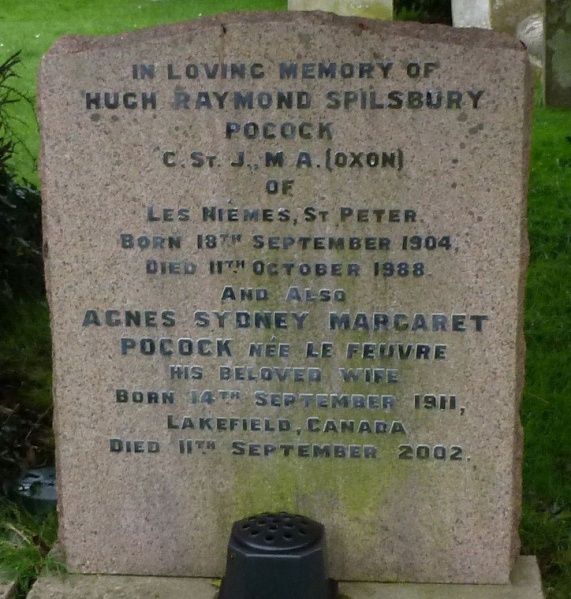 IN LOVING MEMORY OF
HUGH RAYMOND SPILSBURY
POCOCK
C. ST. J., M A. (OXON)
OF
LES NIÊMES, ST PETER.
BORN 18TH SEPTEMBER 1904,
DIED 11TH OCTOBER 1988.
AND ALSO
AGNES SYDNEY MARGARET
POCOCK NÉE LE FEUVRE
HIS BELOVED WIFE
BORN 14TH SEPTEMBER 1911,
LAKEFIELD, CANADA
DIED 11TH SEPTEMBER 2002.